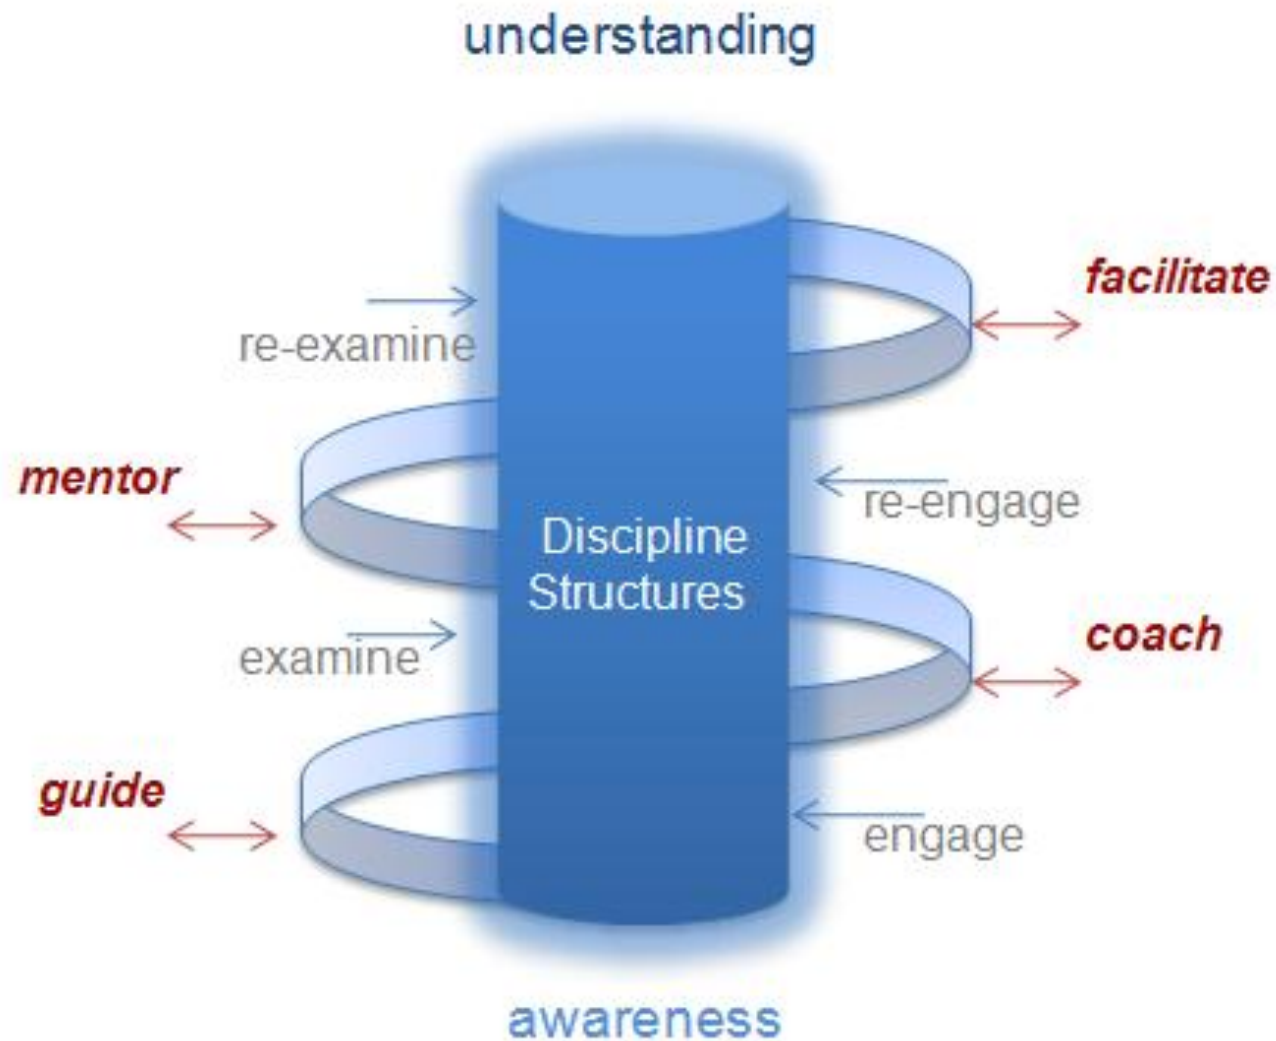 understanding
facilitate
re-examine
mentor
re-engage
Discipline
Structures
coach
examine
guide
engage
awareness